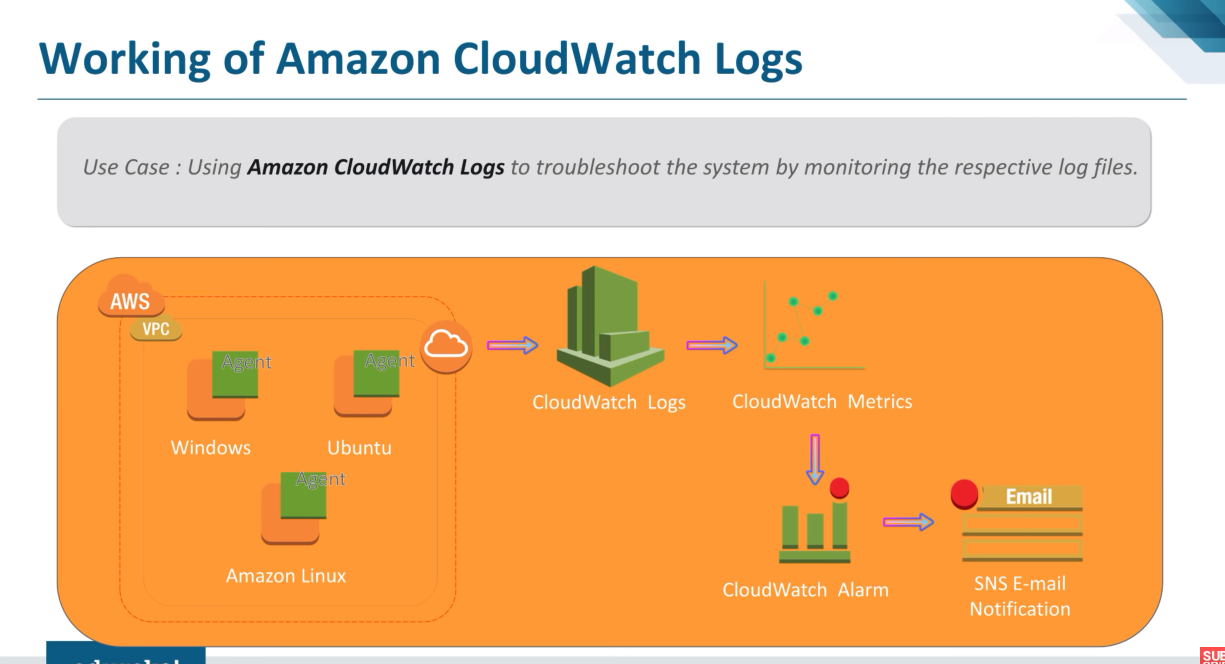 Working of Amazon CloudWatch Logs
Use Case : Using Amazon CloudWatch Logs to troubleshoot the system by monitoring the respective log files.
AWS
VPC
Agent
Agent
Windows
Ubuntu
Agent
Amazon Linux
CloudWatch Logs
CloudWatch Metrics
CloudWatch Alarm
Email
SNS E-mail
Notification